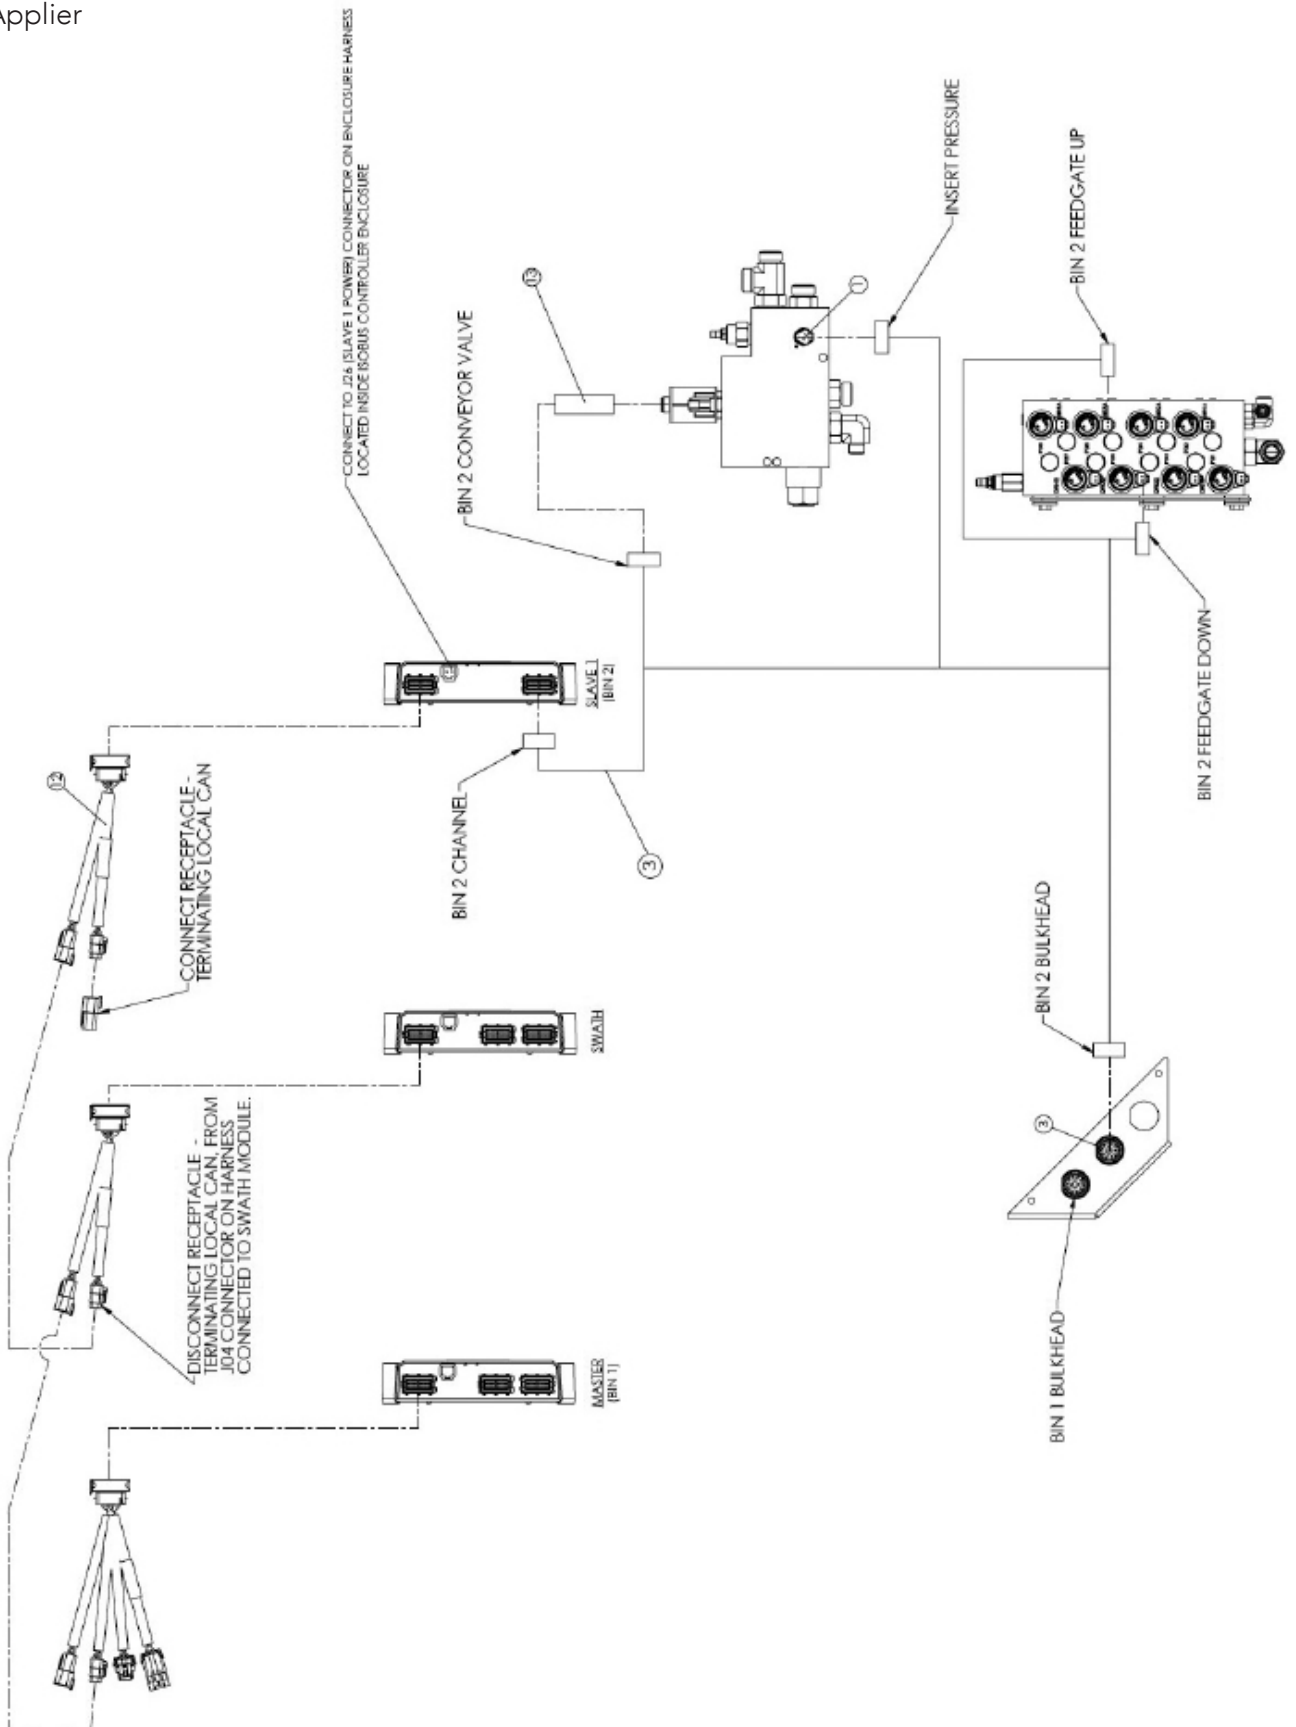 Applier
CONNECT TO J26 (SLAVE 1 POWER) CONNECTOR ON ENCLOSURE HARNESS
LOCATED INSIDE ISOBUS CONTROLLER ENCLOSURE
13
BIN 2 CONVEYOR VALVE
INSERT PRESSURE
1
BIN 2 FEEDGATE UP
BIN 2 FEEDGATE DOWN
12
CONNECT RECEPTACLE -
TERMINATING LOCAL CAN
SLAVE 1
(BIN 2)
BIN 2 CHANNEL
3
SWATH
DISCONNECT RECEPTACLE -
TERMINATING LOCAL CAN, FROM
J04 CONNECTOR ON HARNESS
CONNECTED TO SWATH MODULE.
MASTER
(BIN 1)
BIN 2 BULKHEAD
3
BIN 1 BULKHEAD